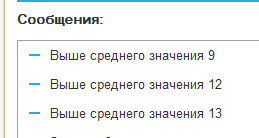 Сообщения:
Выше среднего значения 9
Выше среднего значения 12
Выше среднего значения 13